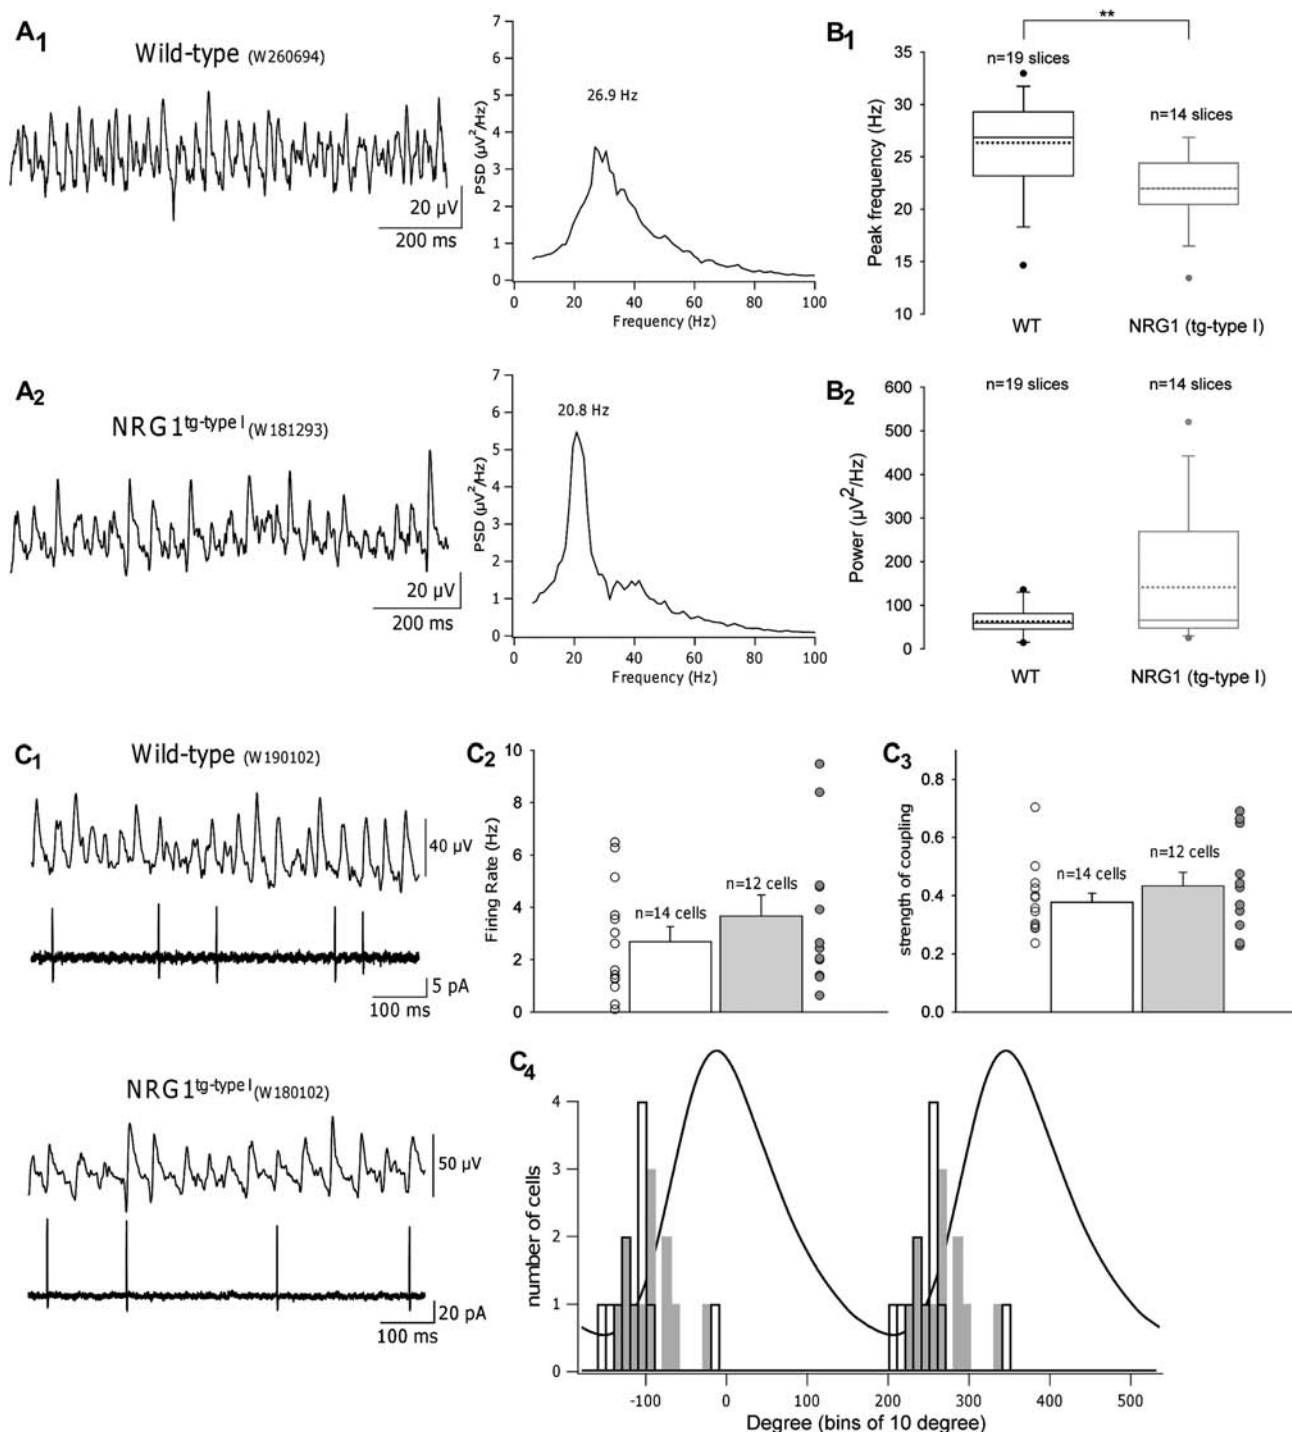 A1
Wild-type (W260694)
20 µV
200 ms
PSD (µV²/Hz)
7
6
5
4
3
2
1
0
26.9 Hz
0 20 40 60 80 100
Frequency (Hz)
B1
**
n=19 slices
n=14 slices
Peak frequency (Hz)
35
30
25
20
15
10
WT
NRG1 (tg-type I)
A2
NRG1tg-type I (W181293)
20 µV
200 ms
PSD (µV²/Hz)
7
6
5
4
3
2
1
0
20.8 Hz
0 20 40 60 80 100
Frequency (Hz)
B2
n=19 slices
n=14 slices
Power (µV²/Hz)
600
500
400
300
200
100
0
WT
NRG1 (tg-type I)
C1
Wild-type (W190102)
40 µV
5 pA
100 ms
NRG1tg-type I (W180102)
50 µV
20 pA
100 ms
C2
Firing Rate (Hz)
10
8
6
4
2
0
n=14 cells
n=12 cells
C3
strength of coupling
0.8
0.6
0.4
0.2
0.0
n=14 cells
n=12 cells
C4
number of cells
4
3
2
1
0
-100 0 100 200 300 400 500
Degree (bins of 10 degree)